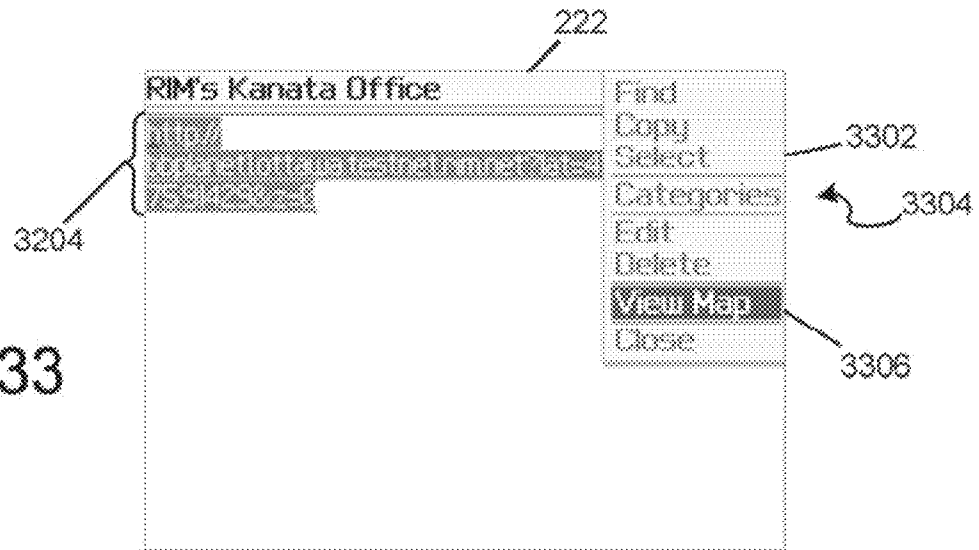 222
RIM's Kanata Office
Find
Copy
Select
3302
Categories
3304
3204
Edit
Delete
View Map
Close
3306
33